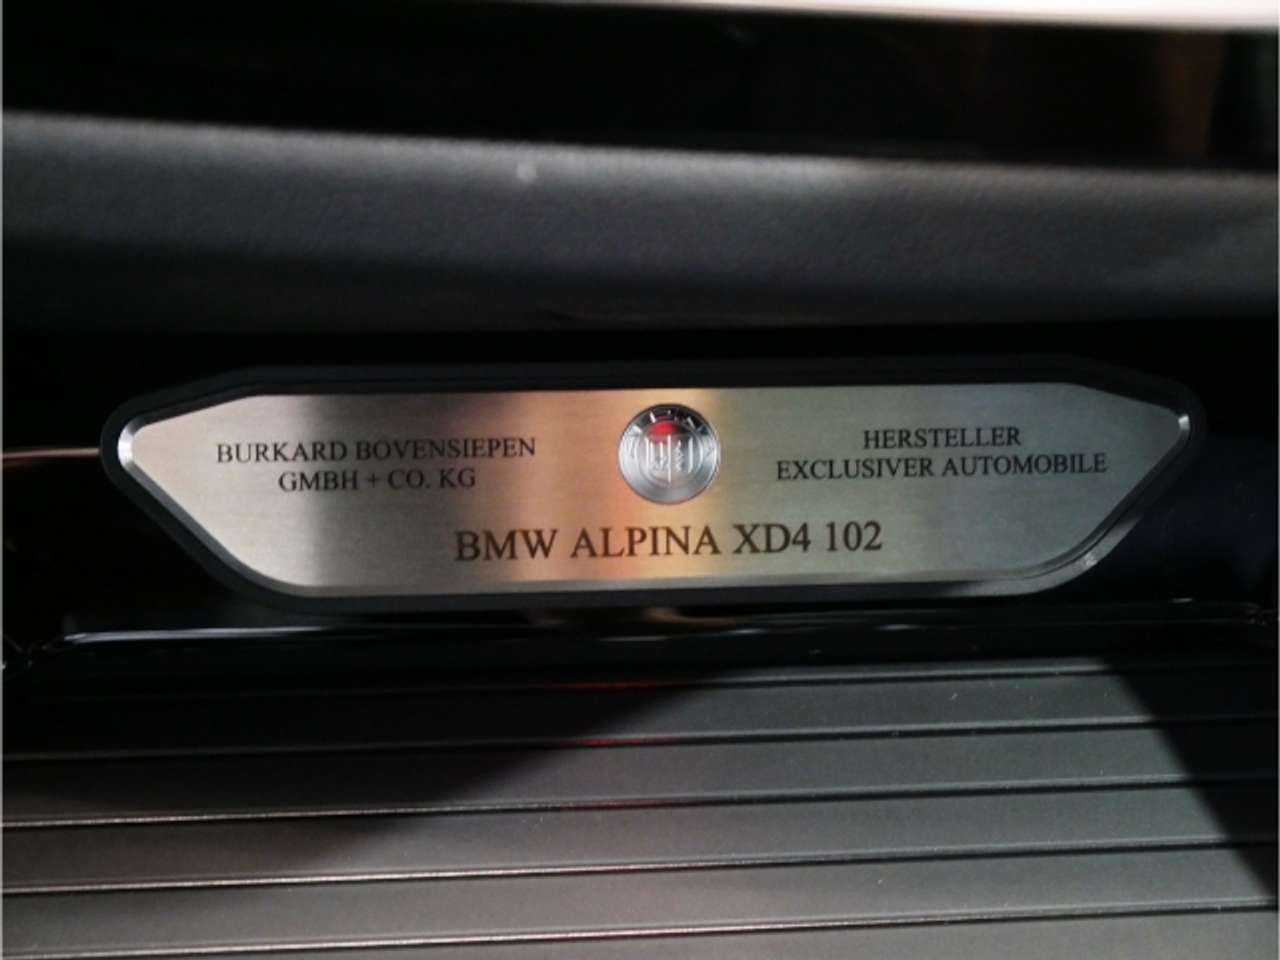 BURKARD BOVENSIEPEN
GMBH + CO. KG
HERSTELLER
EXCLUSIVER AUTOMOBILE
BMW ALPINA XD4 102